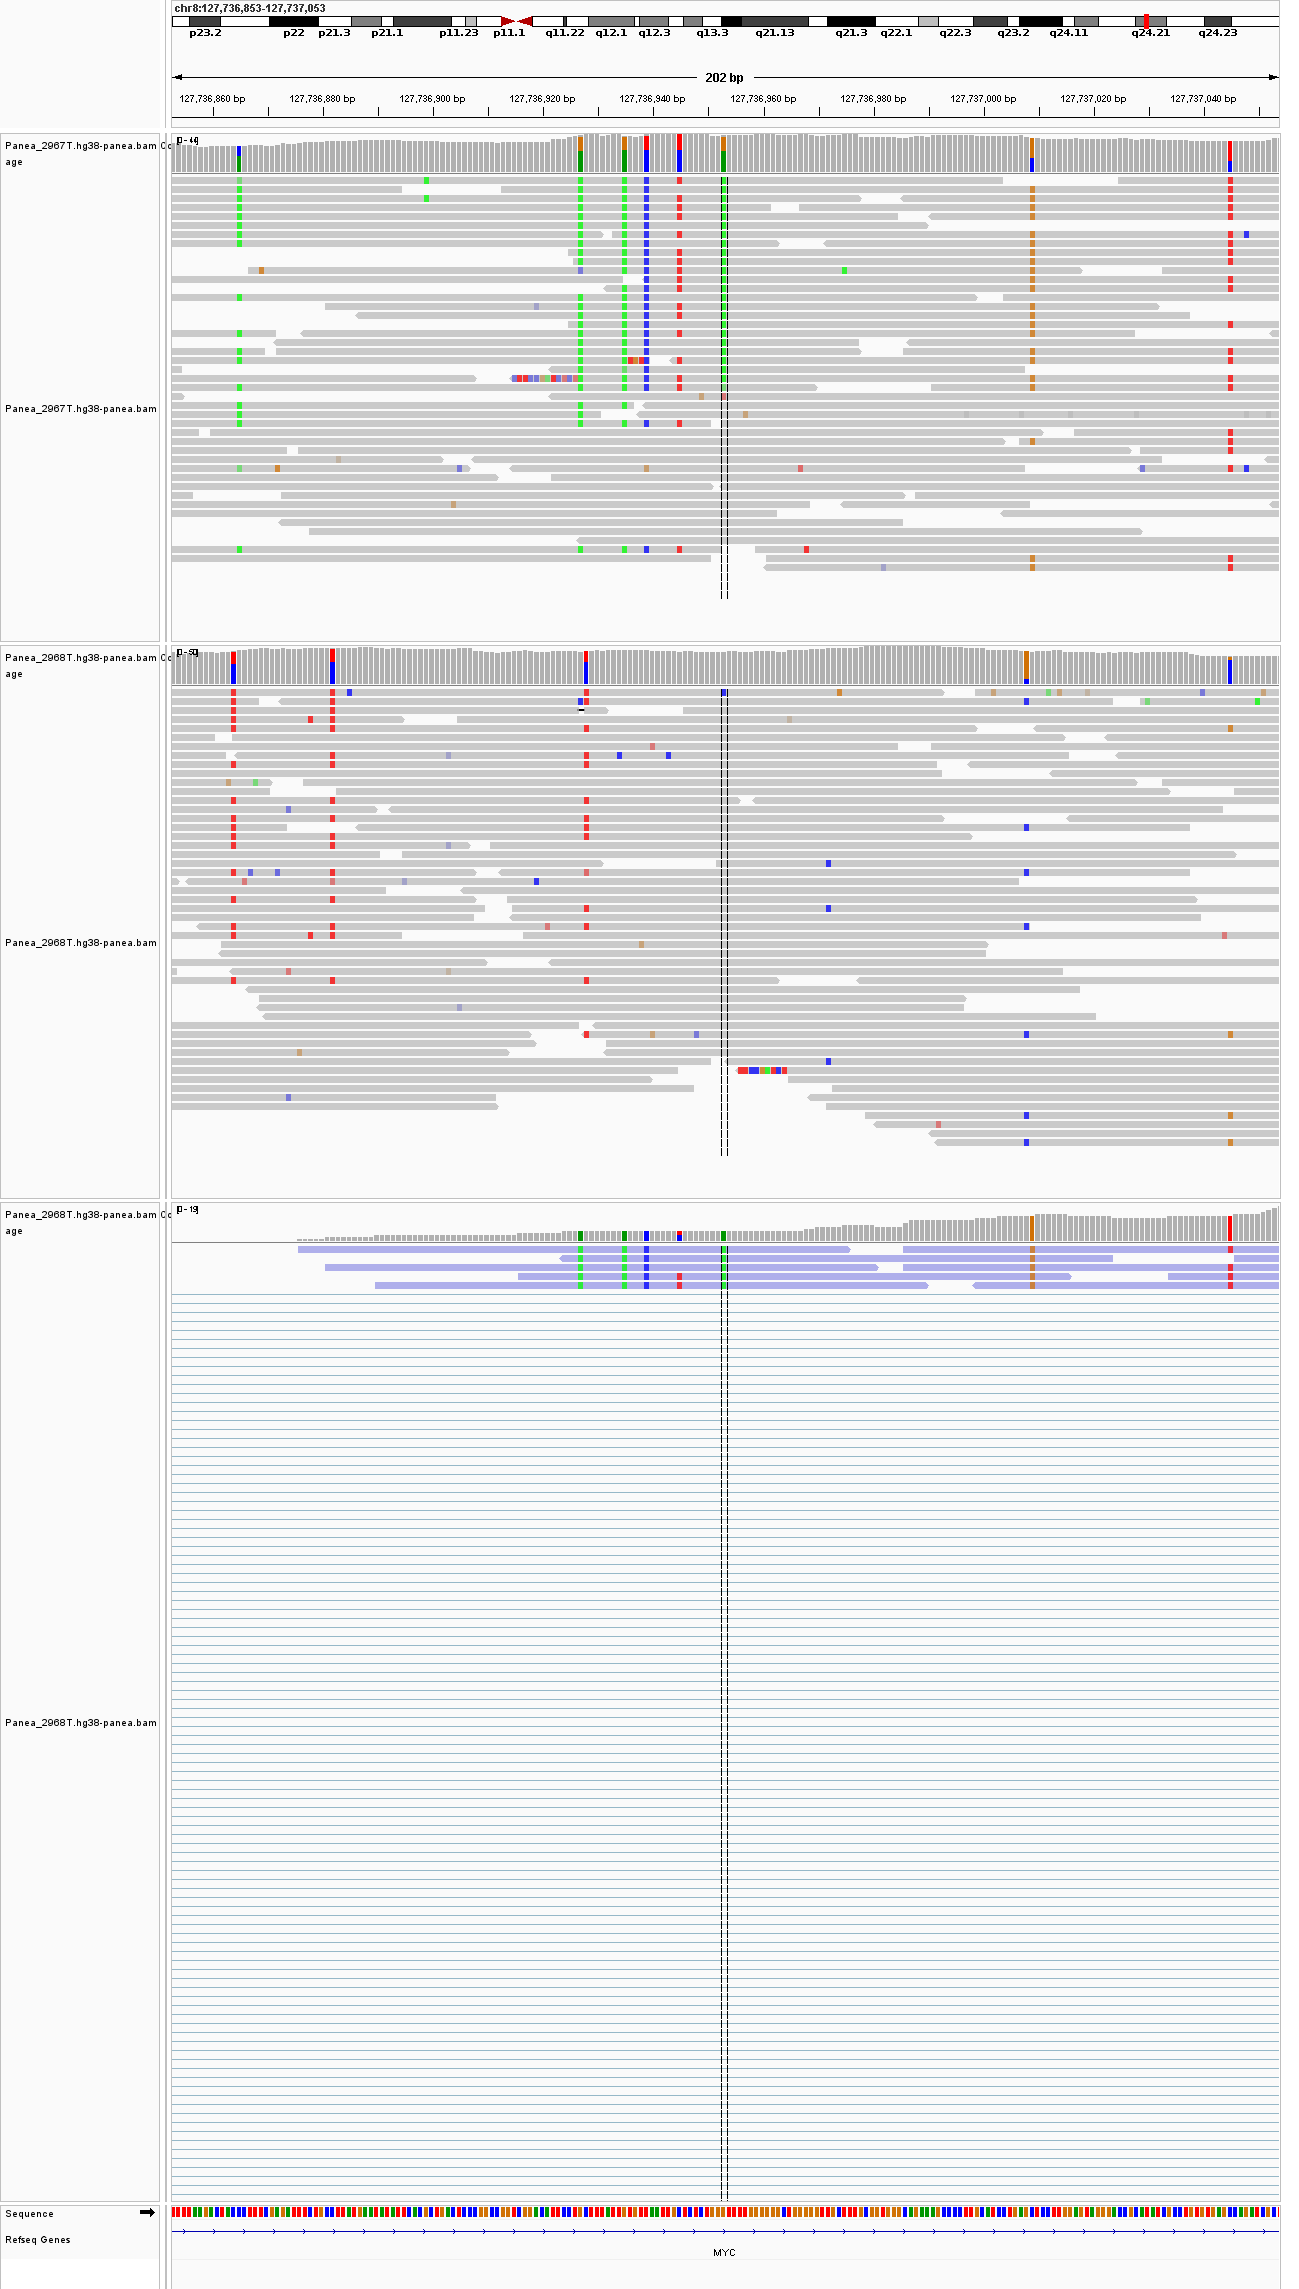 chr8:127,736,853-127,737,053
p23.2 p22 p21.3 p21.1 p11.23 p11.1 q11.22 q12.1 q12.3 q13.3 q21.13 q21.3 q22.1 q22.3 q23.2 q24.11 q24.21 q24.23
202 bp
127,736,860 bp 127,736,880 bp 127,736,900 bp 127,736,920 bp 127,736,940 bp 127,736,960 bp 127,736,980 bp 127,737,000 bp 127,737,020 bp 127,737,040 bp
Panea_2967T.hg38-panea.bam Co
age
Panea_2967T.hg38-panea.bam
Panea_2968T.hg38-panea.bam Co
[0-50]
age
Panea_2968T.hg38-panea.bam
Panea_2968T.hg38-panea.bam Co
[0-19]
age
Panea_2968T.hg38-panea.bam
Sequence
Refseq Genes
MYC